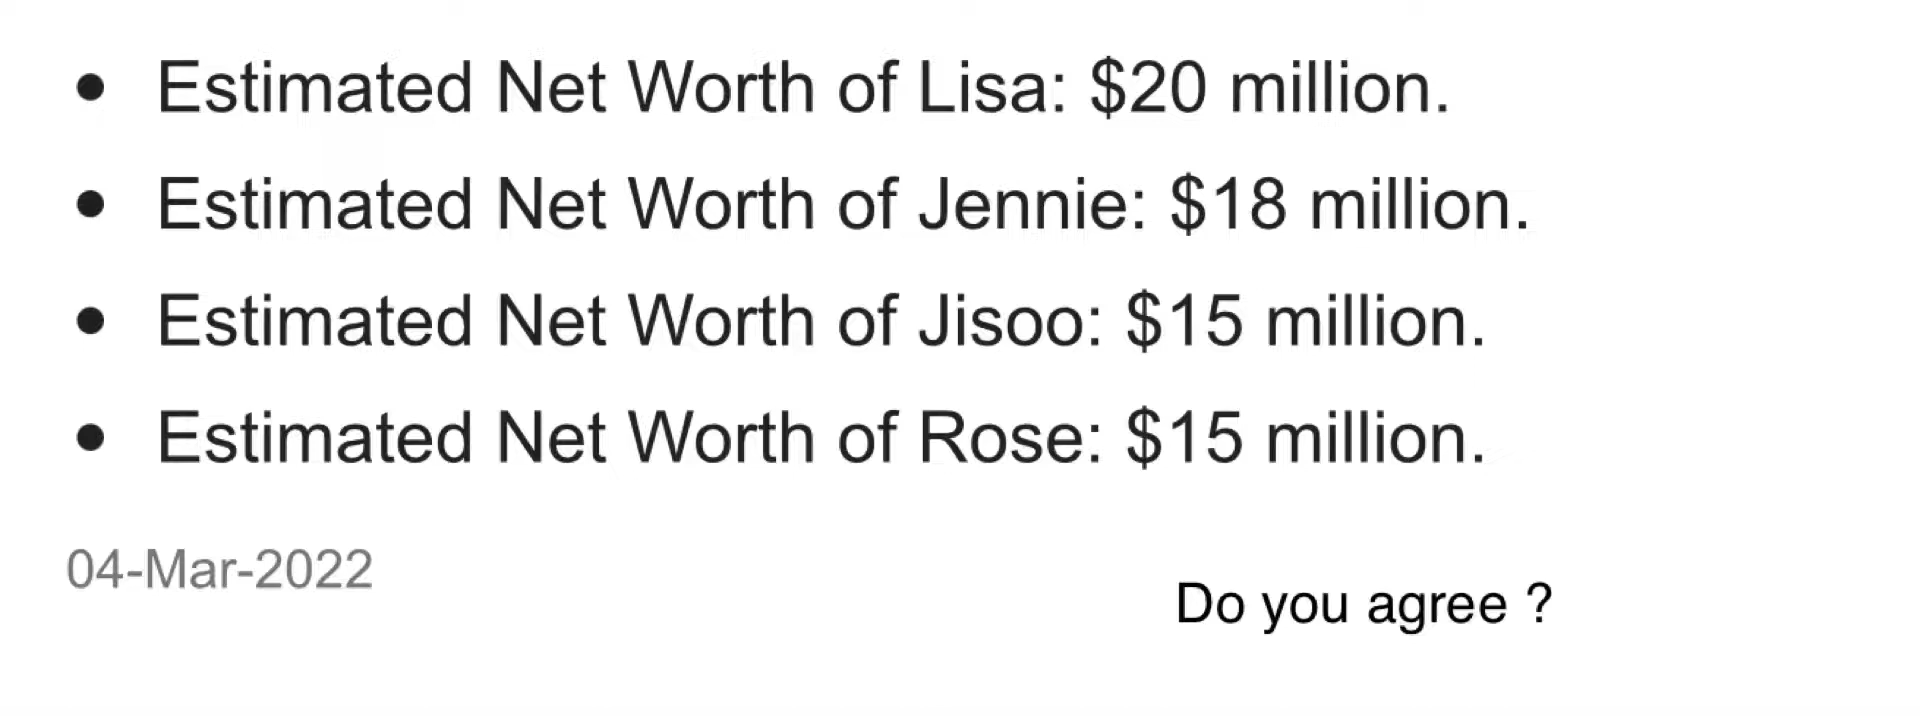 • Estimated Net Worth of Lisa: $20 million.
• Estimated Net Worth of Jennie: $18 million.
• Estimated Net Worth of Jisoo: $15 million.
• Estimated Net Worth of Rose: $15 million.
04-Mar-2022
Do you agree ?